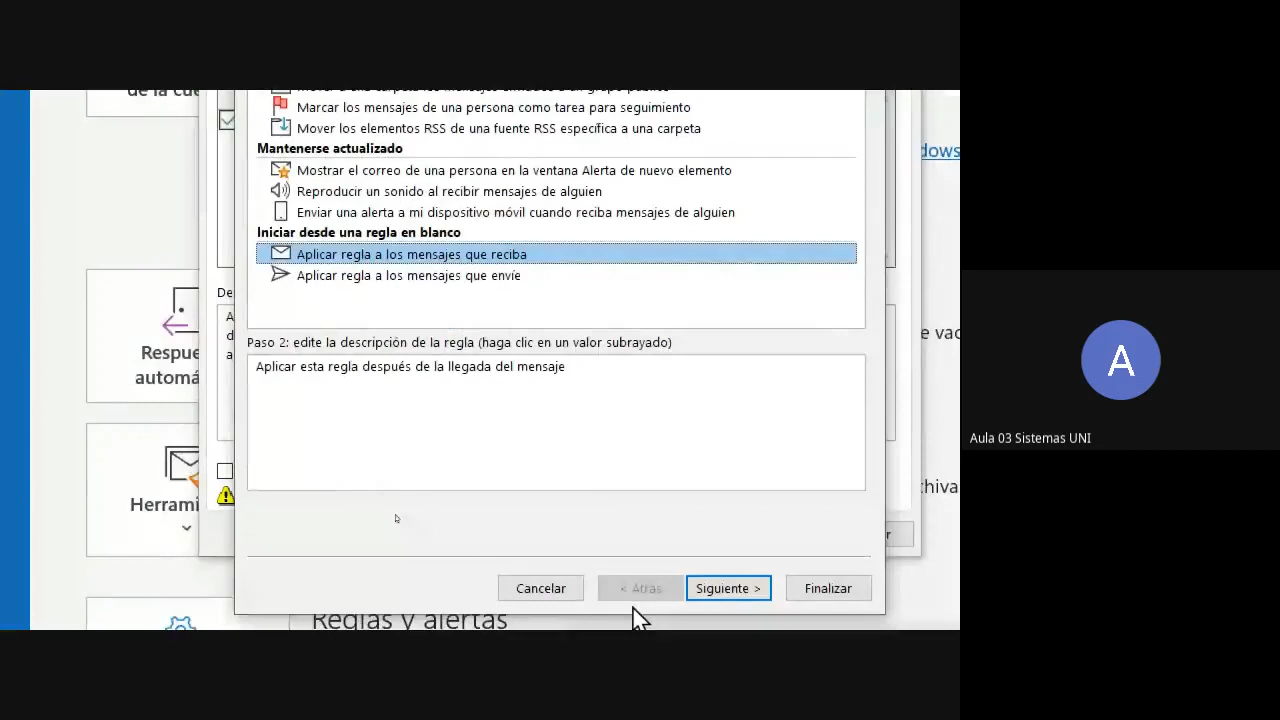 de la cue
Marcar los mensajes de una persona como tarea para seguimiento
Mover los elementos RSS de una fuente RSS específica a una carpeta
Mantenerse actualizado
Mostrar el correo de una persona en la ventana Alerta de nuevo elemento
Reproducir un sonido al recibir mensajes de alguien
Enviar una alerta a mi dispositivo móvil cuando reciba mensajes de alguien
Iniciar desde una regla en blanco
Aplicar regla a los mensajes que reciba
Aplicar regla a los mensajes que envíe
dows
De
A
d
a
Paso 2: edite la descripción de la regla (haga clic en un valor subrayado)
Aplicar esta regla después de la llegada del mensaje
e vac
Respue
automá
Herrami
chiva
r
Cancelar
< Atrás
Siguiente >
Finalizar
Reglas y alertas
A
Aula 03 Sistemas UNI